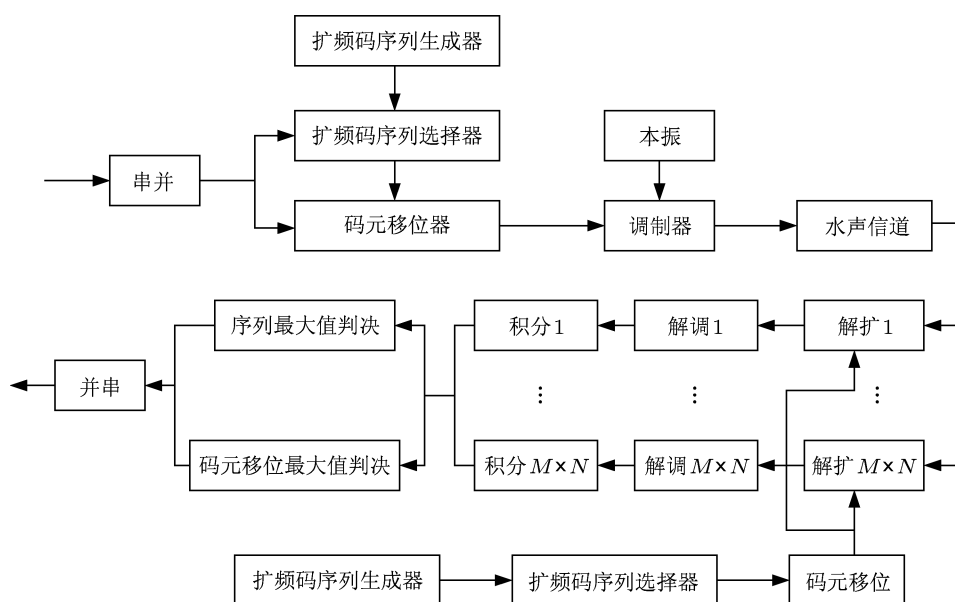 扩频码序列生成器
扩频码序列选择器
本振
串并
码元移位器
调制器
水声信道
序列最大值判决
积分1
解调1
解扩1
并串
⋮ ⋮ ⋮
码元移位最大值判决
积分M×N
解调M×N
解扩M×N
扩频码序列生成器
扩频码序列选择器
码元移位